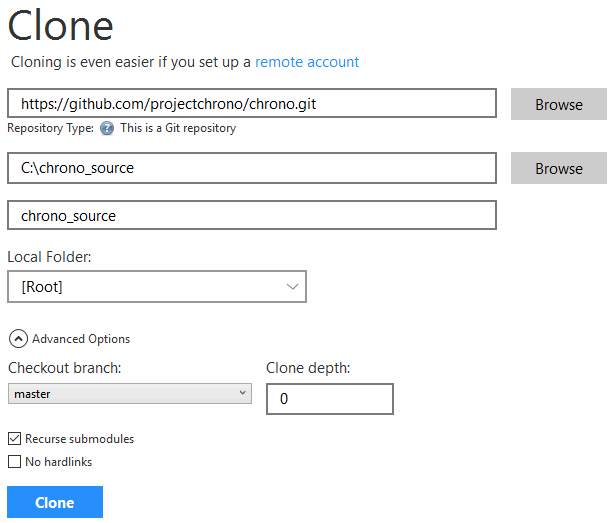 Clone
Cloning is even easier if you set up a remote account
https://github.com/projectchrono/chrono.git Browse
Repository Type: ? This is a Git repository
C:\chrono_source Browse
chrono_source
Local Folder:
[Root]
Advanced Options
Checkout branch: Clone depth:
master 0
Recurse submodules
No hardlinks
Clone